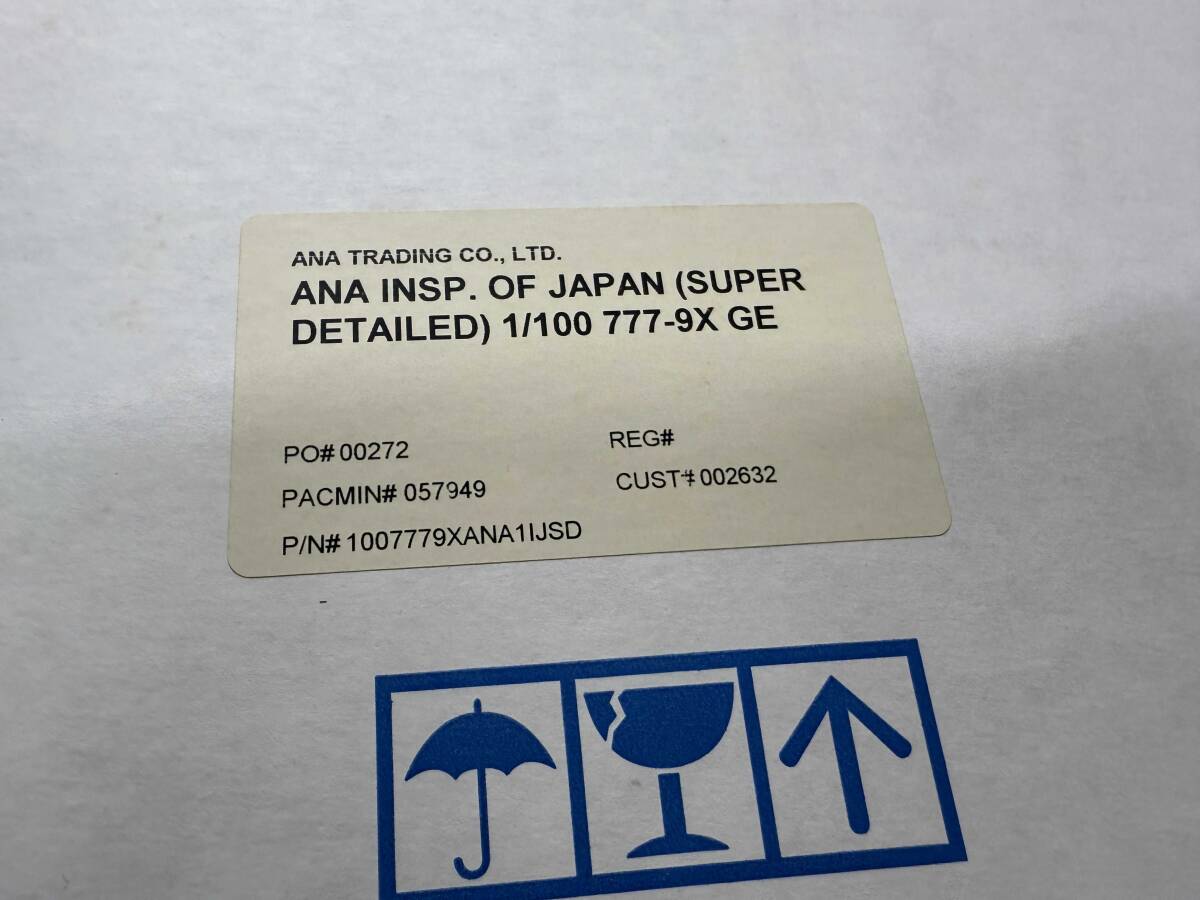 ANA TRADING CO., LTD.
ANA INSP. OF JAPAN (SUPER
DETAILED) 1/100 777-9X GE
PO# 00272
REG#
PACMIN# 057949
CUST# 002632
P/N# 1007779XANA1IJSD